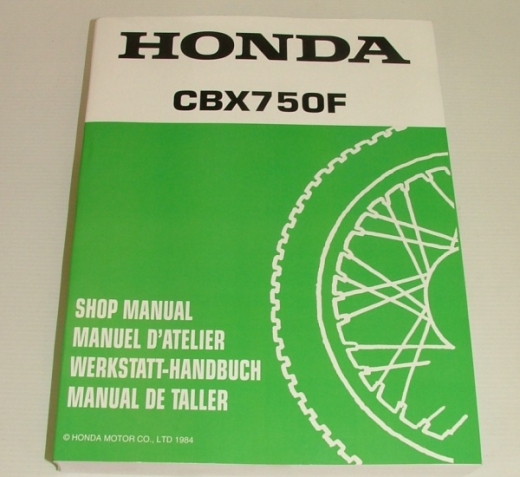 HONDA
CBX750F
SHOP MANUAL
MANUEL D'ATELIER
WERKSTATT-HANDBUCH
MANUAL DE TALLER
© HONDA MOTOR CO., LTD 1984